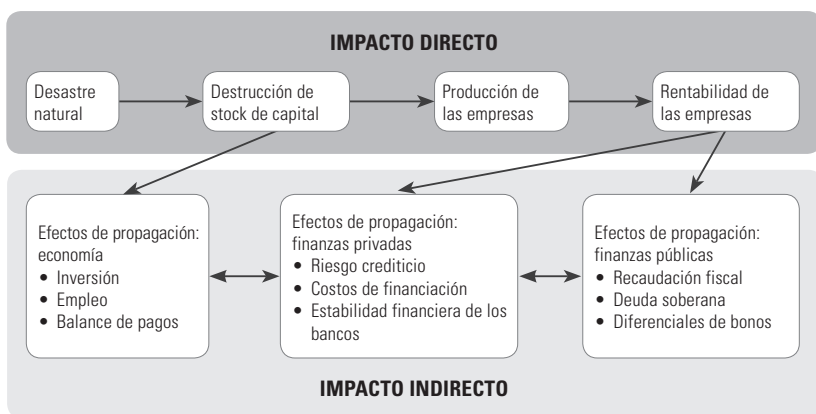 IMPACTO DIRECTO
Desastre
natural
Destrucción de
stock de capital
Producción de
las empresas
Rentabilidad de
las empresas
Efectos de propagación:
economía
• Inversión
• Empleo
• Balance de pagos
Efectos de propagación:
finanzas privadas
• Riesgo crediticio
• Costos de financiación
• Estabilidad financiera de los
bancos
Efectos de propagación:
finanzas públicas
• Recaudación fiscal
• Deuda soberana
• Diferenciales de bonos
IMPACTO INDIRECTO